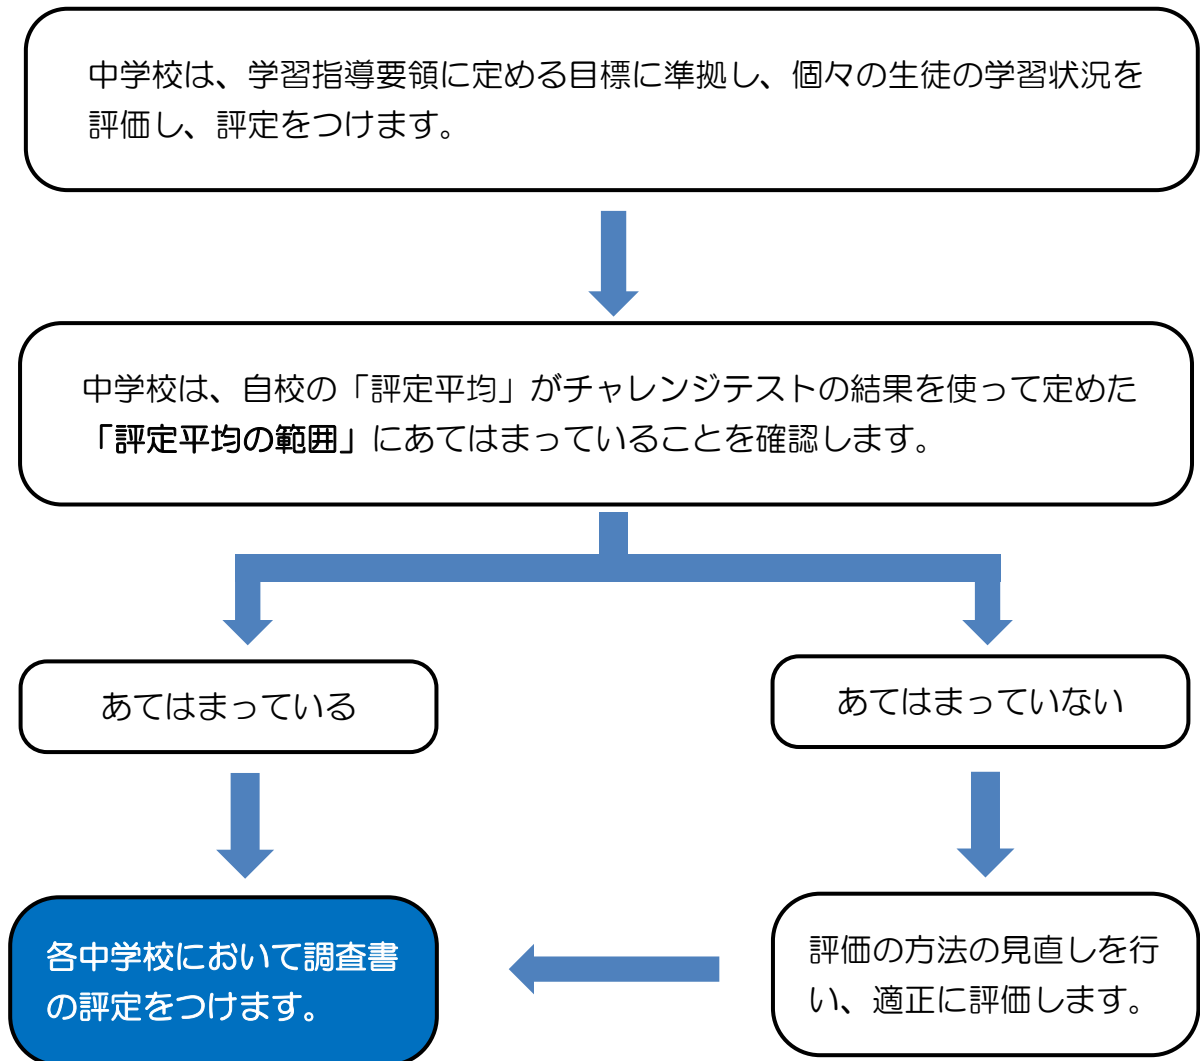 中学校は、学習指導要領に定める目標に準拠し、個々の生徒の学習状況を
評価し、評定をつけます。
中学校は、自校の「評定平均」がチャレンジテストの結果を使って定めた
「評定平均の範囲」にあてはまっていることを確認します。
あてはまっている
あてはまっていない
各中学校において調査書
の評定をつけます。
評価の方法の見直しを行
い、適正に評価します。